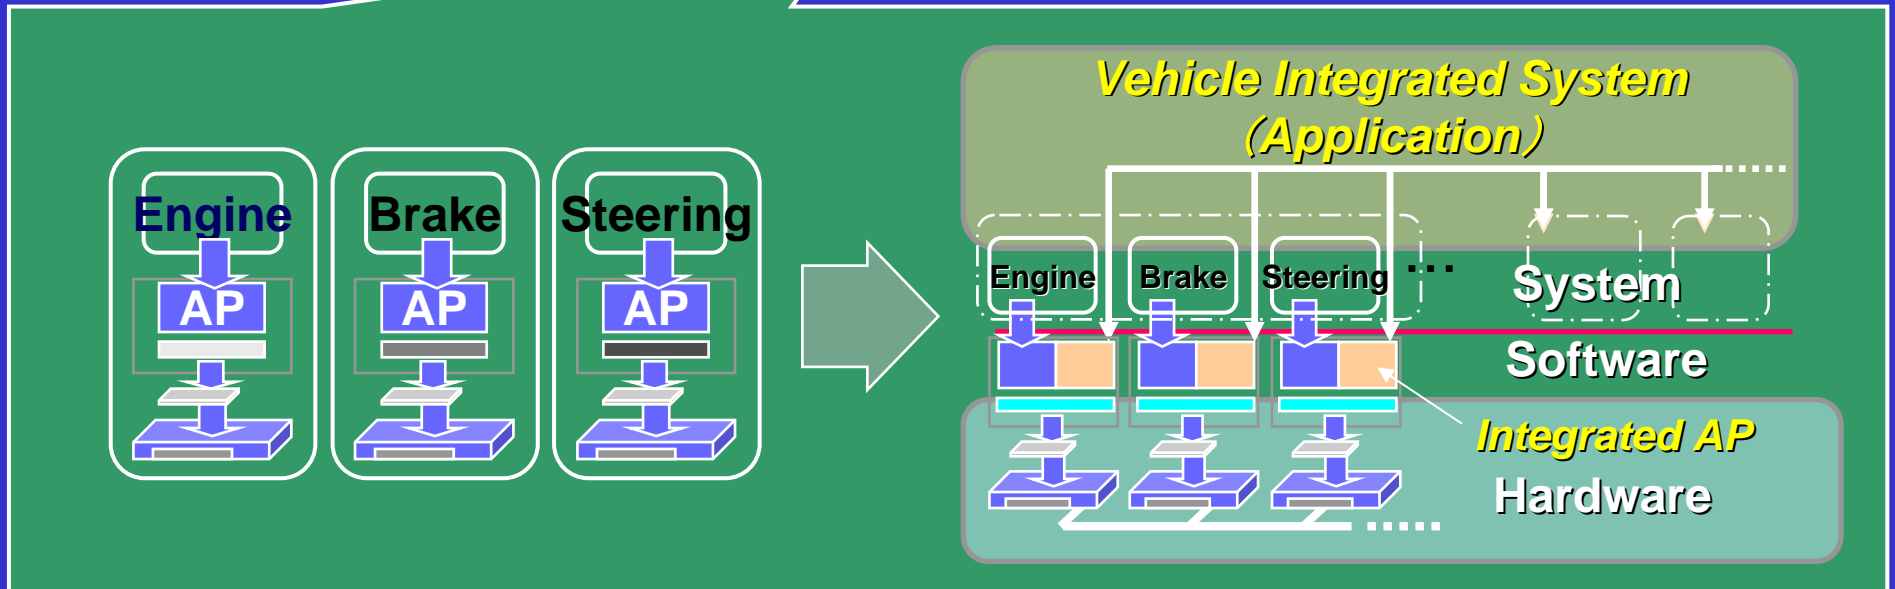 Engine
Brake
Steering
AP
AP
AP
Vehicle Integrated System
（Application）
Engine
Brake
Steering
...
System
Software
Integrated AP
Hardware